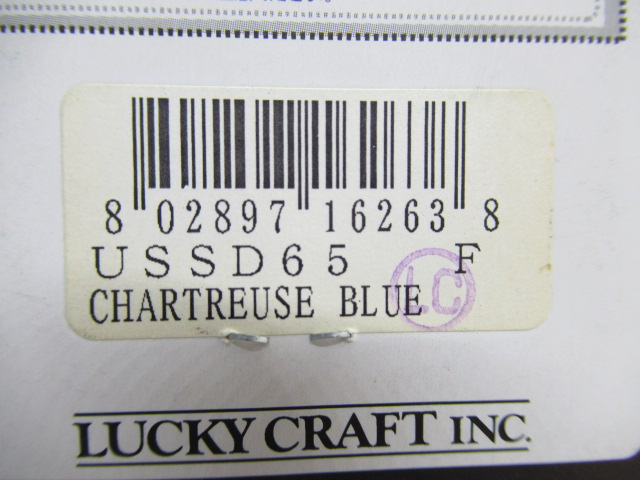 8 02897 16263 8
USSD65 F
CHARTREUSE BLUE
LC
LUCKY CRAFT INC.